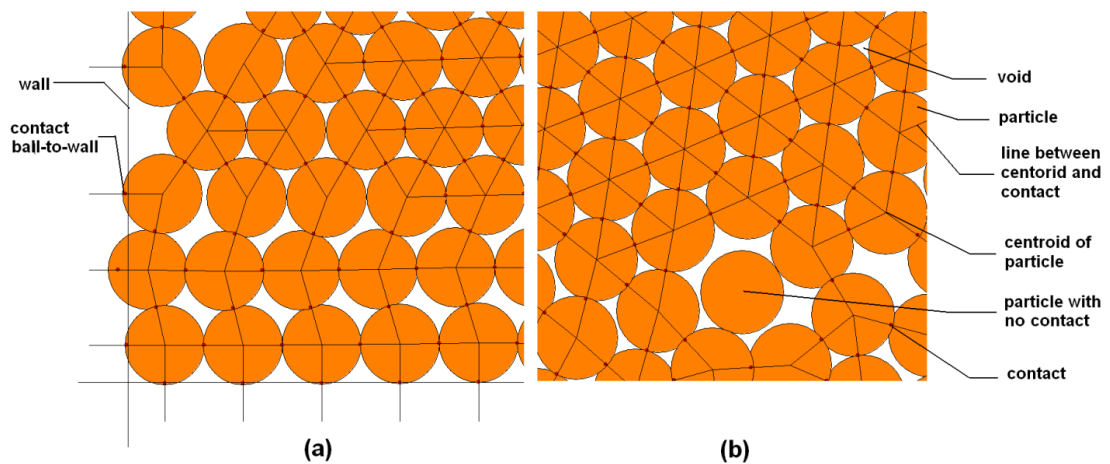 wall
contact
ball-to-wall
(a)
void
particle
line between
centorid and
contact
centroid of
particle
particle with
no contact
contact
(b)